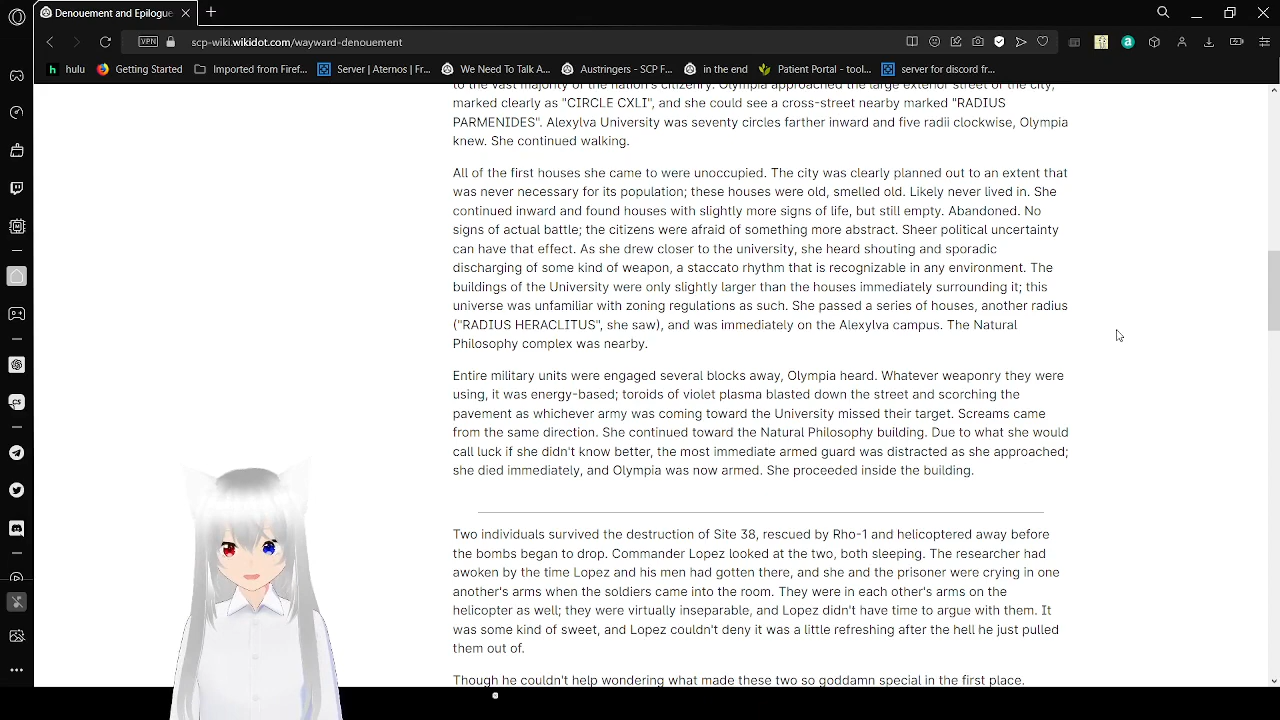 Denouement and Epilogue
scp-wiki.wikidot.com/wayward-denouement
VPN
hulu
Getting Started
Imported from Firef...
Server | Aternos | Fr...
We Need To Talk A...
Austringers - SCP F...
in the end
Patient Portal - tool...
server for discord fr...
to the vast majority of the nation's citizenry. Olympia approached the large exterior street of the city,
marked clearly as "CIRCLE CXLI", and she could see a cross-street nearby marked "RADIUS
PARMENIDES". Alexylva University was seventy circles farther inward and five radii clockwise, Olympia
knew. She continued walking.
All of the first houses she came to were unoccupied. The city was clearly planned out to an extent that
was never necessary for its population; these houses were old, smelled old. Likely never lived in. She
continued inward and found houses with slightly more signs of life, but still empty. Abandoned. No
signs of actual battle; the citizens were afraid of something more abstract. Sheer political uncertainty
can have that effect. As she drew closer to the university, she heard shouting and sporadic
discharging of some kind of weapon, a staccato rhythm that is recognizable in any environment. The
buildings of the University were only slightly larger than the houses immediately surrounding it; this
universe was unfamiliar with zoning regulations as such. She passed a series of houses, another radius
("RADIUS HERACLITUS", she saw), and was immediately on the Alexylva campus. The Natural
Philosophy complex was nearby.
Entire military units were engaged several blocks away, Olympia heard. Whatever weaponry they were
using, it was energy-based; toroids of violet plasma blasted down the street and scorching the
pavement as whichever army was coming toward the University missed their target. Screams came
from the same direction. She continued toward the Natural Philosophy building. Due to what she would
call luck if she didn't know better, the most immediate armed guard was distracted as she approached;
she died immediately, and Olympia was now armed. She proceeded inside the building.
Two individuals survived the destruction of Site 38, rescued by Rho-1 and helicoptered away before
the bombs began to drop. Commander Lopez looked at the two, both sleeping. The researcher had
awoken by the time Lopez and his men had gotten there, and she and the prisoner were crying in one
another's arms when the soldiers came into the room. They were in each other's arms on the
helicopter as well; they were virtually inseparable, and Lopez didn't have time to argue with them. It
was some kind of sweet, and Lopez couldn't deny it was a little refreshing after the hell he just pulled
them out of.
Though he couldn't help wondering what made these two so goddamn special in the first place.